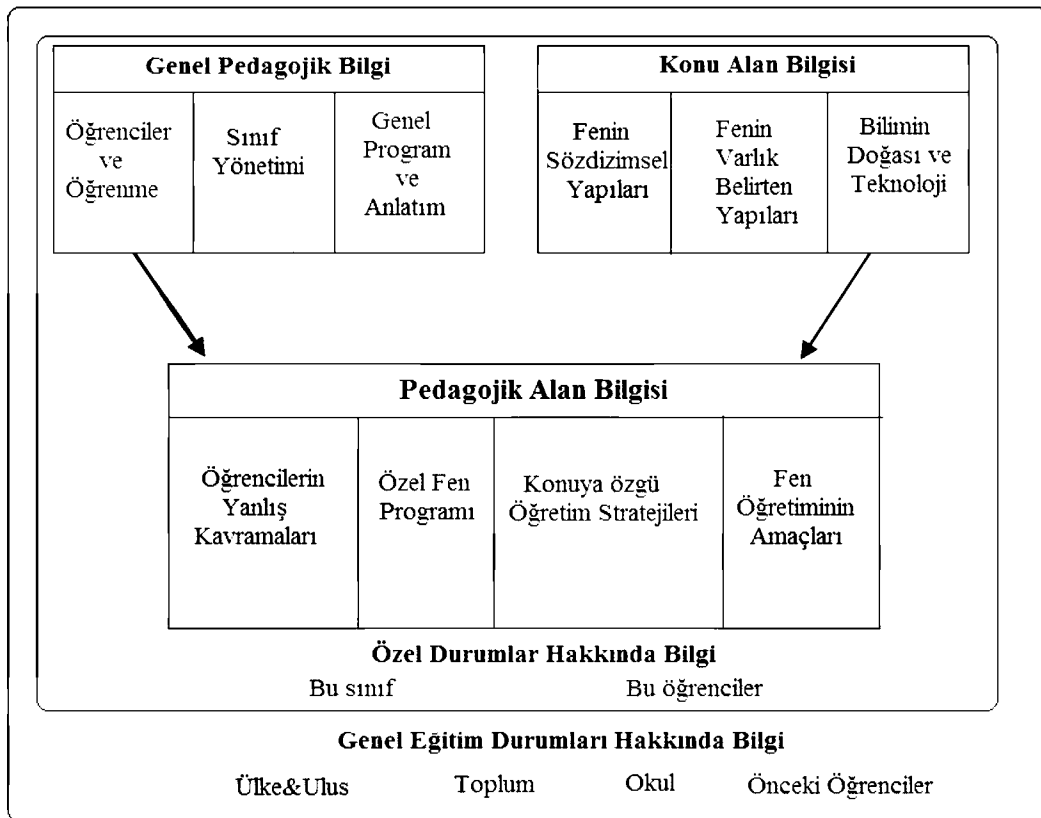 Genel Pedagojik Bilgi
Öğrenciler
ve
Öğrenme
Sınıf
Yönetimi
Genel
Program
ve
Anlatım
Konu Alan Bilgisi
Fenin
Sözdizimsel
Yapıları
Fenin
Varlık
Belirten
Yapıları
Bilimin
Doğası ve
Teknoloji
Pedagojik Alan Bilgisi
Öğrencilerin
Yanlış
Kavramaları
Özel Fen
Programı
Konuya özgü
Öğretim Stratejileri
Fen
Öğretiminin
Amaçları
Özel Durumlar Hakkında Bilgi
Bu sınıf Bu öğrenciler
Genel Eğitim Durumları Hakkında Bilgi
Ülke&Ulus Toplum Okul Önceki Öğrenciler